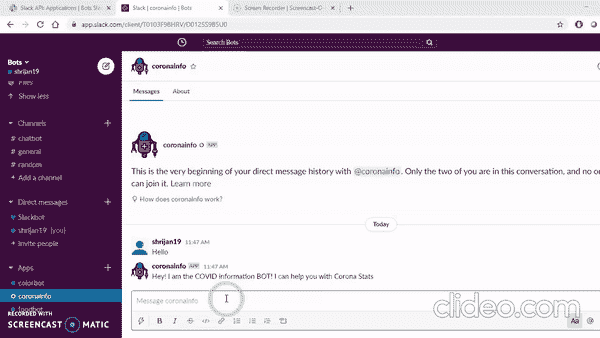 Slack API: Applications | Bots Sl
Slack | coronainfo | Bots
Screen Recorder | Screencast-O
app.slack.com/client/T0103F9BHRV/D012SS9BSU0
Search Bots
Bots
shrijan19
Files
Show less
Channels
# chatbot
# general
# random
+ Add a channel
Direct messages
Slackbot
shrijan19 (you)
+ Invite people
Apps
colorbot
coronainfo
foodbot
coronainfo
Messages
About
coronainfo APP
This is the very beginning of your direct message history with @coronainfo. Only the two of you are in this conversation, and no o
can join it. Learn more
How does coronainfo work?
Today
shrijan19 11:47 AM
Hello
coronainfo APP 11:47 AM
Hey! I am the COVID information BOT! I can help you with Corona Stats
Message coronainfo
B I S </>
Aa @
RECORDED WITH
SCREENCAST MATIC
clideo.com